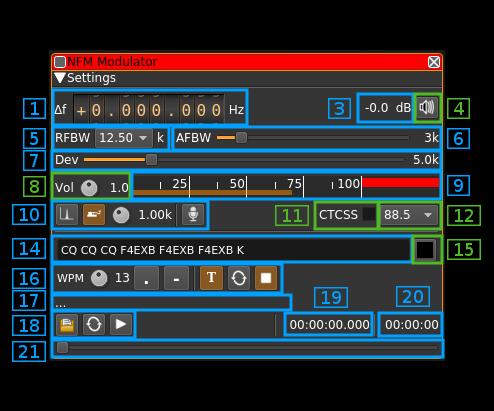 NFM Modulator
Settings
1 Δf +0.000.000 Hz 3 -0.0 dB 4
5 RFBW 12.50 k AFBW 3k 6
7 Dev 5.0k
8 Vol 1.0 25 50 75 100 9
10 1.00k 11 CTCSS 88.5 12
14 CQ CQ CQ F4EXB F4EXB F4EXB K 15
16 WPM 13 . - T
17 ... 19 20
18 00:00:00.000 00:00:00
21